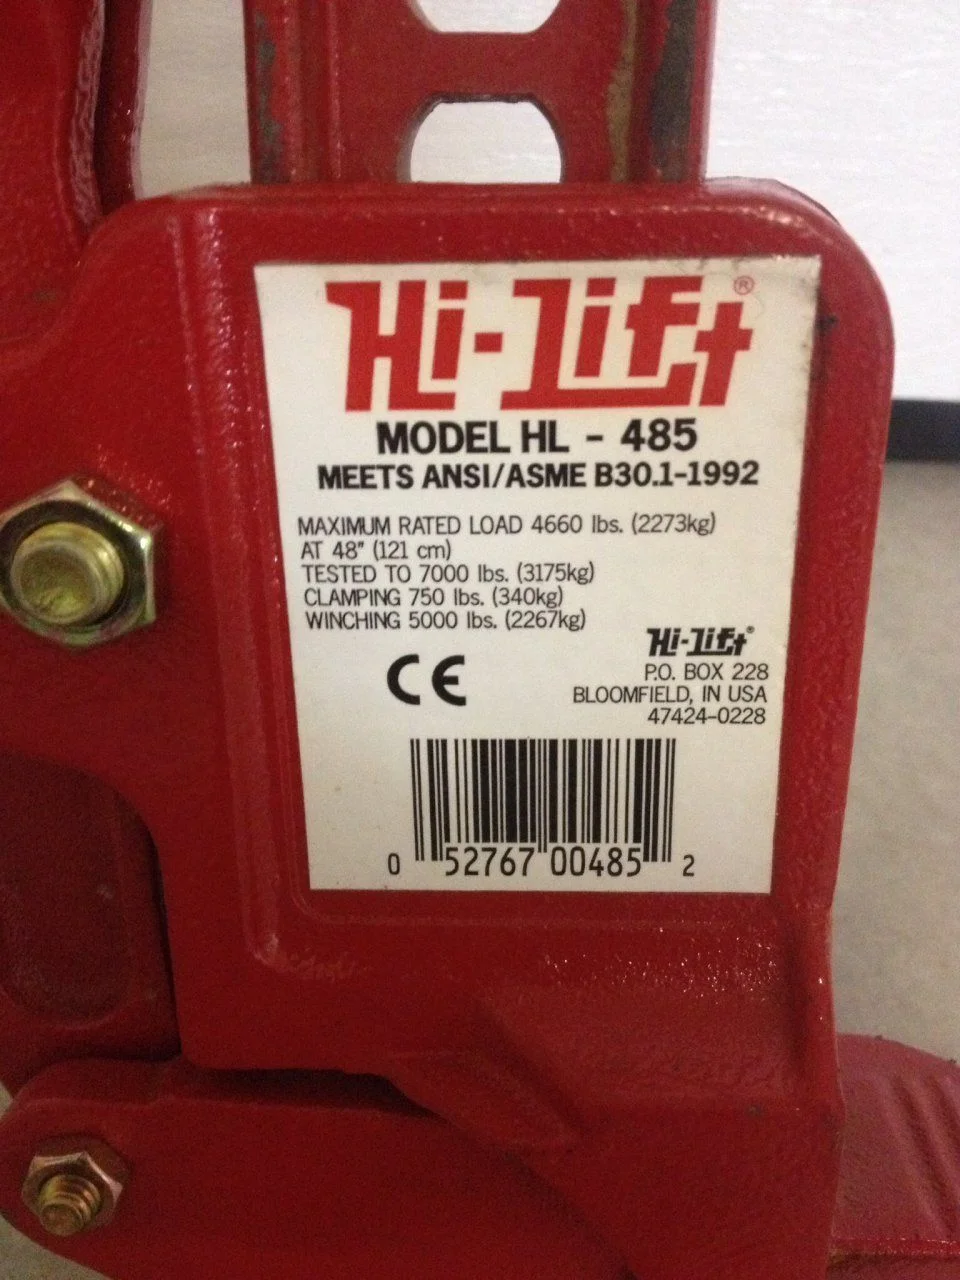 Hi-Lift®
MODEL HL - 485
MEETS ANSI/ASME B30.1-1992
MAXIMUM RATED LOAD 4660 lbs. (2273kg)
AT 48" (121 cm)
TESTED TO 7000 lbs. (3175kg)
CLAMPING 750 lbs. (340kg)
WINCHING 5000 lbs. (2267kg)
Hi-Lift®
P.O. BOX 228
BLOOMFIELD, IN USA
47424-0228
CE
0 52767 00485 2